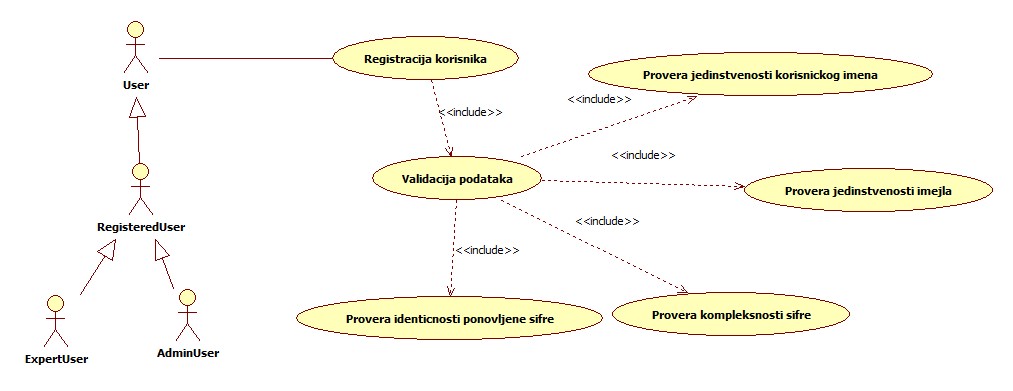 User
Registracija korisnika
Provera jedinstvenosti korisnickog imena
<<include>>
<<include>>
<<include>>
Validacija podataka
Provera jedinstvenosti imejla
RegisteredUser
<<include>>
<<include>>
Provera identicnosti ponovljene sifre
Provera kompleksnosti sifre
ExpertUser
AdminUser